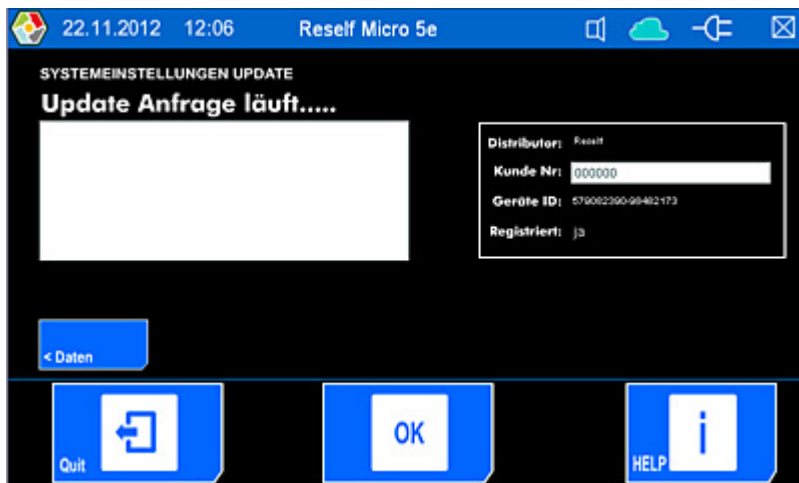 22.11.2012 12:06 Reself Micro 5e
SYSTEMEINSTELLUNGEN UPDATE
Update Anfrage läuft.....
Distributor: Reself
Kunde Nr: 000000
Geräte ID: 579082390-98482173
Registriert: ja
< Daten
Quit
OK
HELP
i